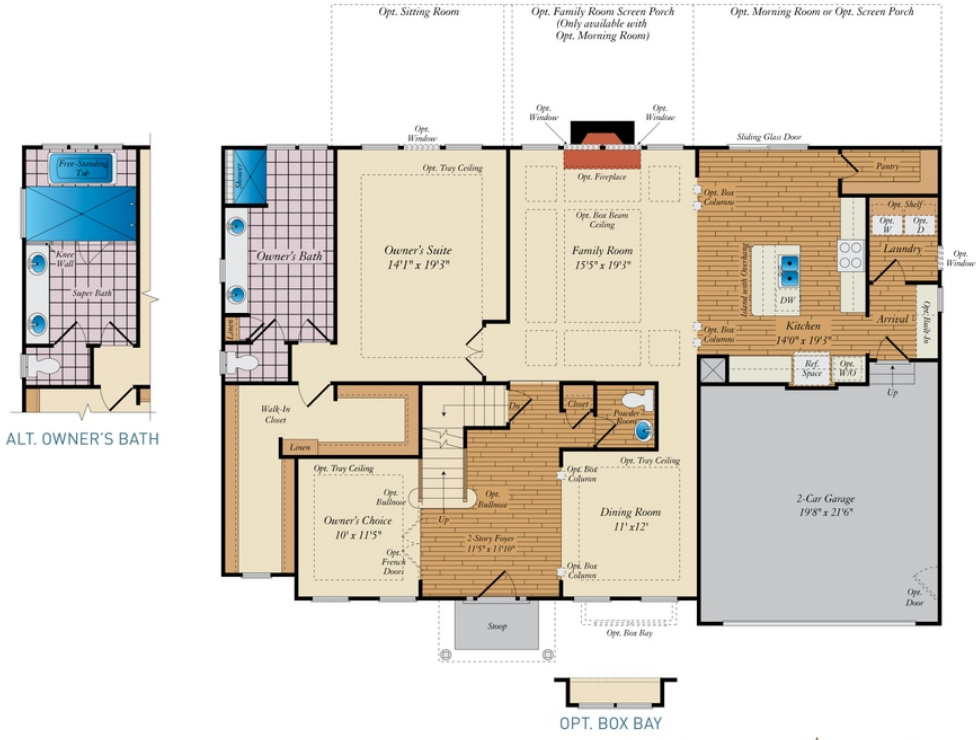 Opt. Sitting Room
Opt. Family Room Screen Porch
(Only available with
Opt. Morning Room)
Opt. Morning Room or Opt. Screen Porch
Opt.
Window
Opt.
Window
Opt.
Window
Sliding Glass Door
Free-Standing
Tub
Knee
Wall
Super Bath
ALT. OWNER'S BATH
Shower
Owner's Bath
Linen
Opt. Tray Ceiling
Owner's Suite
14'1" x 19'3"
Opt. Fireplace
Opt. Box Beam
Ceiling
Family Room
15'5" x 19'3"
Opt. Box
Columns
Opt. Box
Columns
Pantry
Opt. Shelf
Opt.
W
Opt.
D
Laundry
Opt.
Window
Island with Overhang
DW
Kitchen
14'0" x 19'3"
Arrival
Opt. Built-In
Ref.
Space
Opt.
W/O
Up
Walk-In
Closet
Linen
Dn
Closet
Powder
Room
Opt. Tray Ceiling
Opt.
Bullnose
Opt.
Bullnose
Up
Owner's Choice
10' x 11'5"
Opt.
French
Doors
2-Story Foyer
11'5" x 13'10"
Opt. Box
Column
Opt. Tray Ceiling
Dining Room
11' x12'
Opt. Box
Column
2-Car Garage
19'8" x 21'6"
Opt.
Door
Stoop
Opt. Box Bay
OPT. BOX BAY